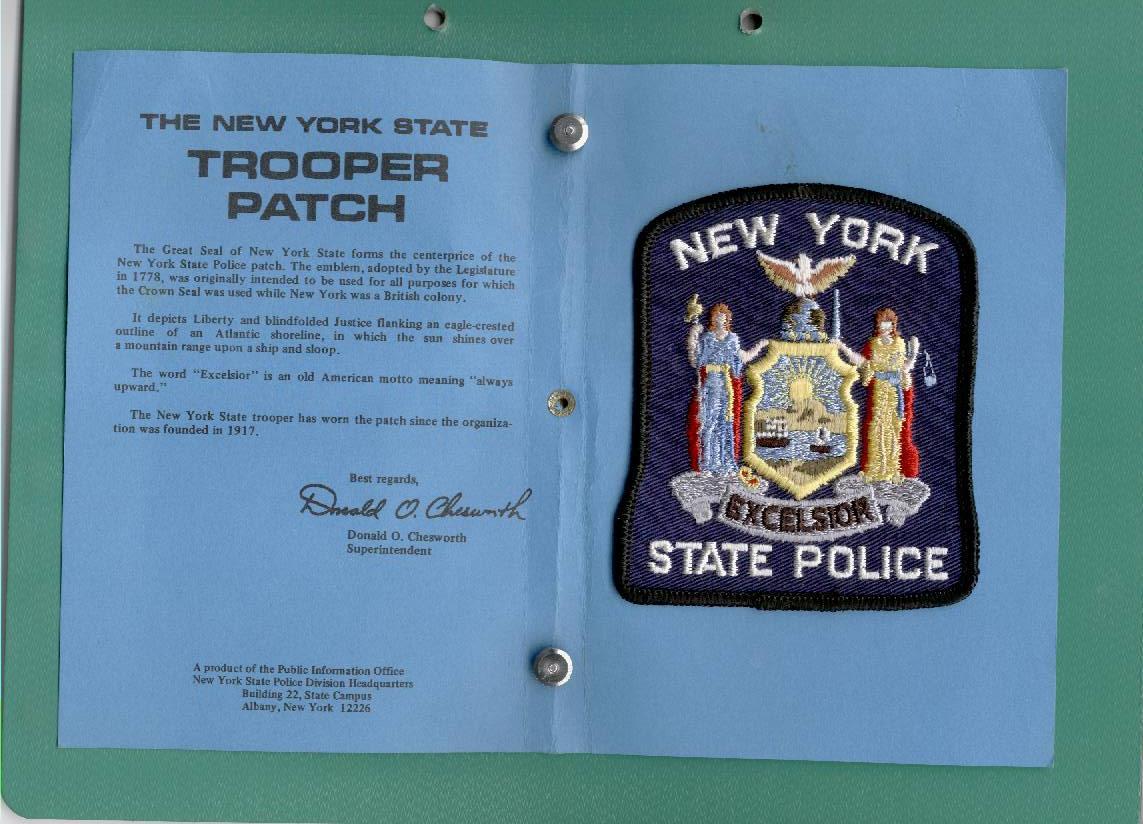 THE NEW YORK STATE
TROOPER
PATCH
The Great Seal of New York State forms the centerprice of the
New York State Police patch. The emblem, adopted by the Legislature
in 1778, was originally intended to be used for all purposes for which
the Crown Seal was used while New York was a British colony.
It depicts Liberty and blindfolded Justice flanking an eagle-crested
outline of an Atlantic shoreline, in which the sun shines over
a mountain range upon a ship and sloop.
The word "Excelsior" is an old American motto meaning "always
upward."
The New York State trooper has worn the patch since the organiza-
tion was founded in 1917.
Best regards,
Donald O. Chesworth
Donald O. Chesworth
Superintendent
A product of the Public Information Office
New York State Police Division Headquarters
Building 22, State Campus
Albany, New York 12226
NEW YORK
EXCELSIOR
STATE POLICE